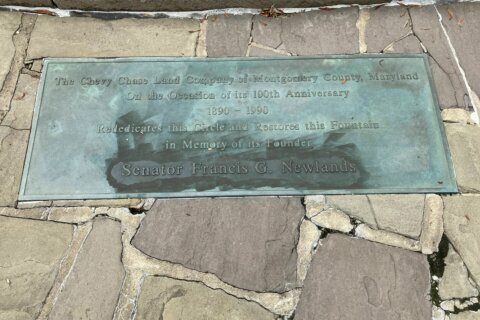 The Chevy Chase Land Company of Montgomery County, Maryland
On the Occasion of its 100th Anniversary
1890 - 1990
Rededicates this Circle and Restores this Fountain
in Memory of its Founder
Senator Francis G. Newlands